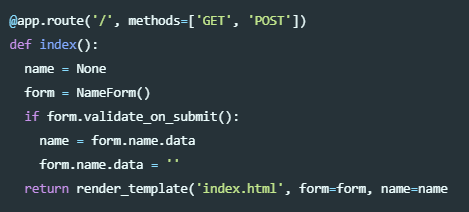 @app.route('/', methods=['GET', 'POST'])
def index():
  name = None
  form = NameForm()
  if form.validate_on_submit():
    name = form.name.data
    form.name.data = ''
  return render_template('index.html', form=form, name=name